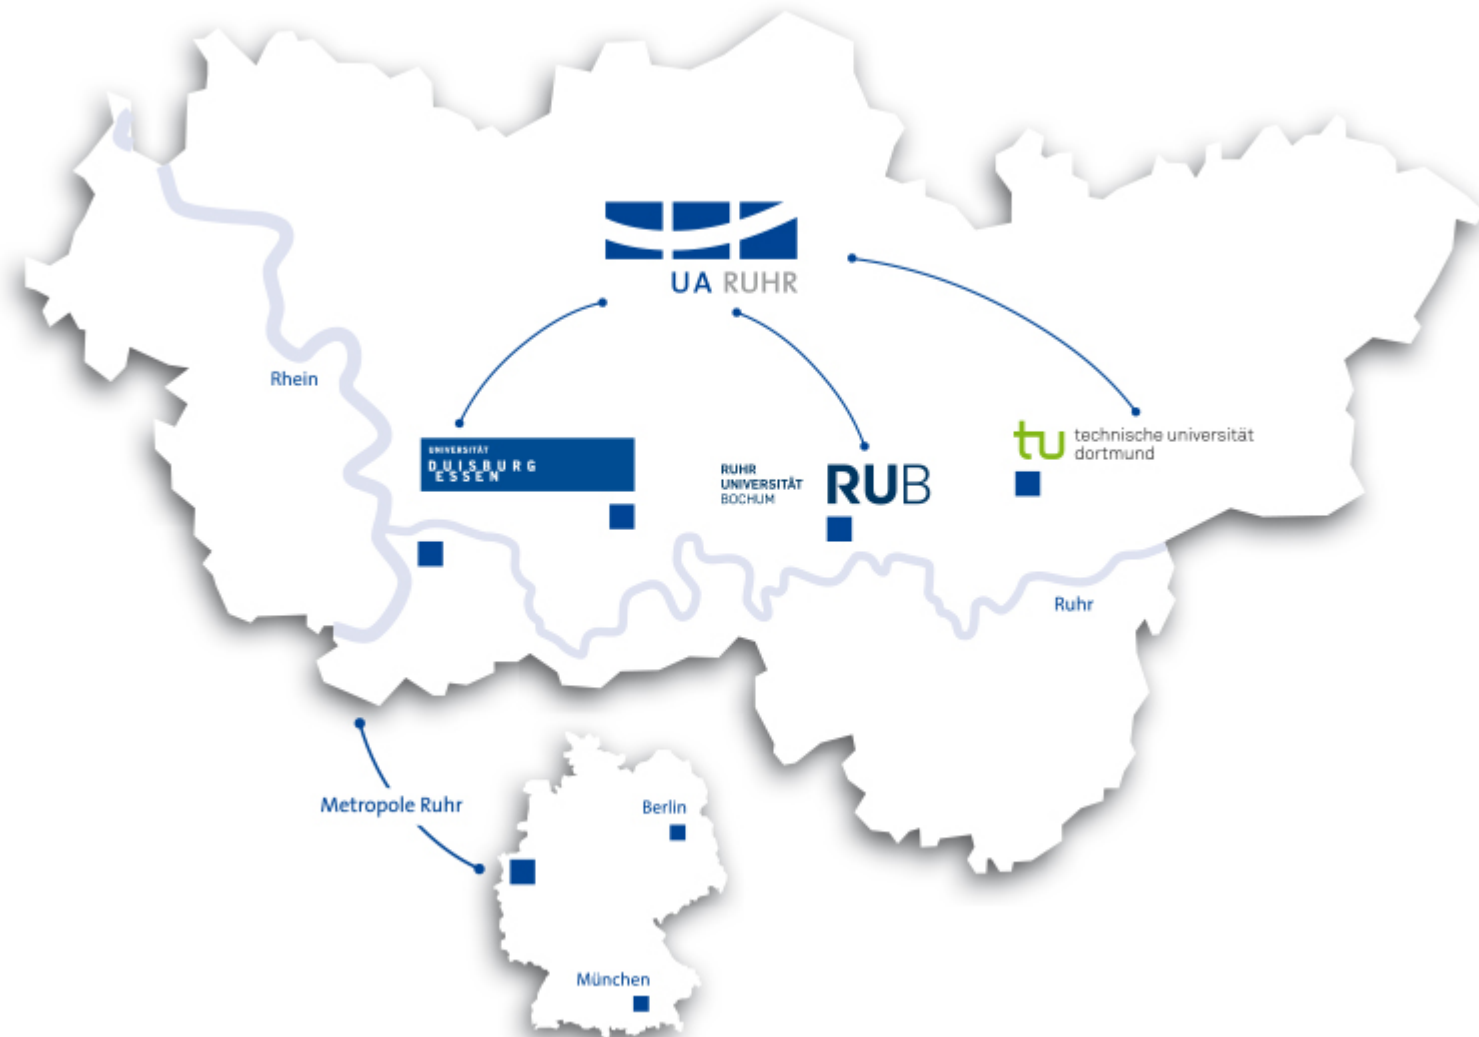 UA RUHR
Rhein
UNIVERSITÄT
DUISBURG
ESSEN
RUHR
UNIVERSITÄT
BOCHUM
RUB
tu
technische universität
dortmund
Ruhr
Metropole Ruhr
Berlin
München